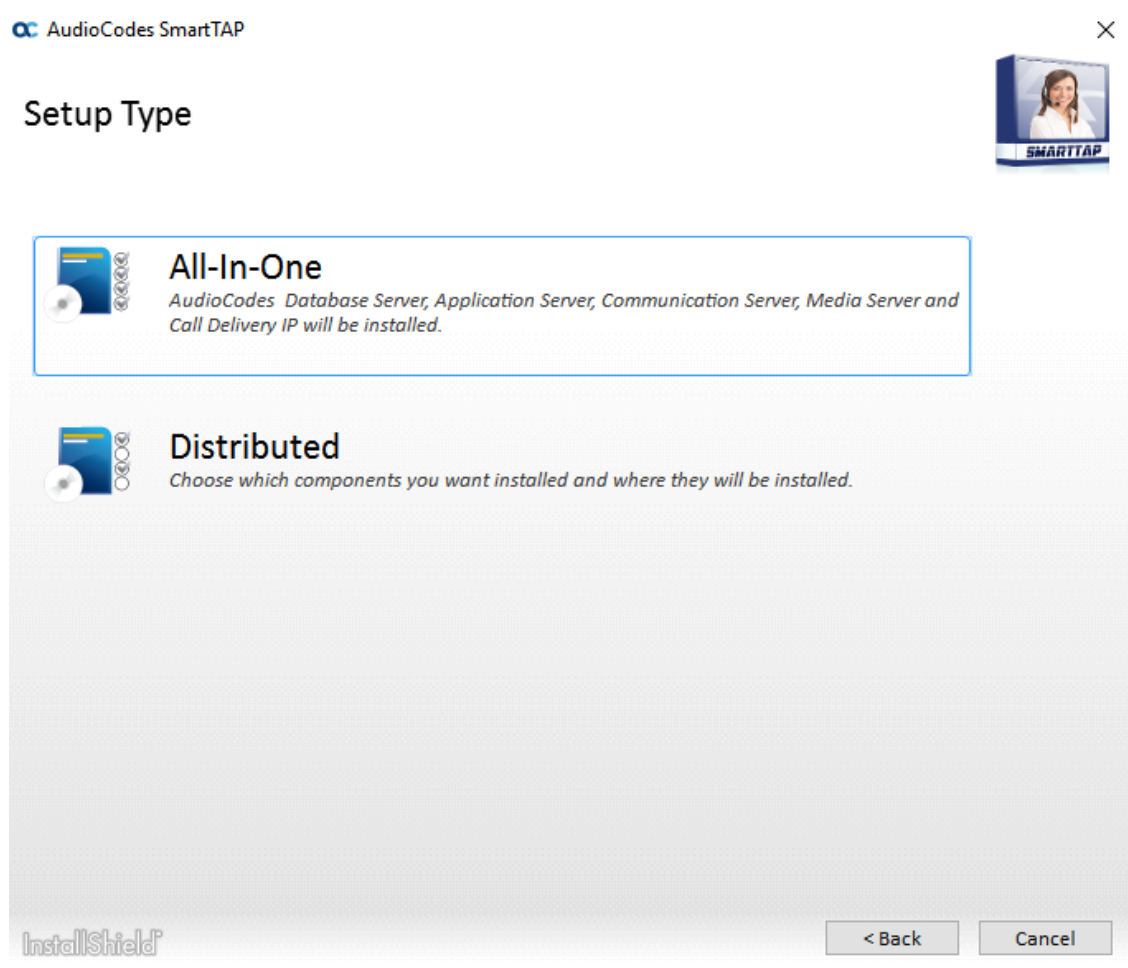 AudioCodes SmartTAP
Setup Type
SMARTTAP
All-In-One
AudioCodes  Database Server, Application Server, Communication Server, Media Server and
Call Delivery IP will be installed.
Distributed
Choose which components you want installed and where they will be installed.
InstallShield
< Back
Cancel